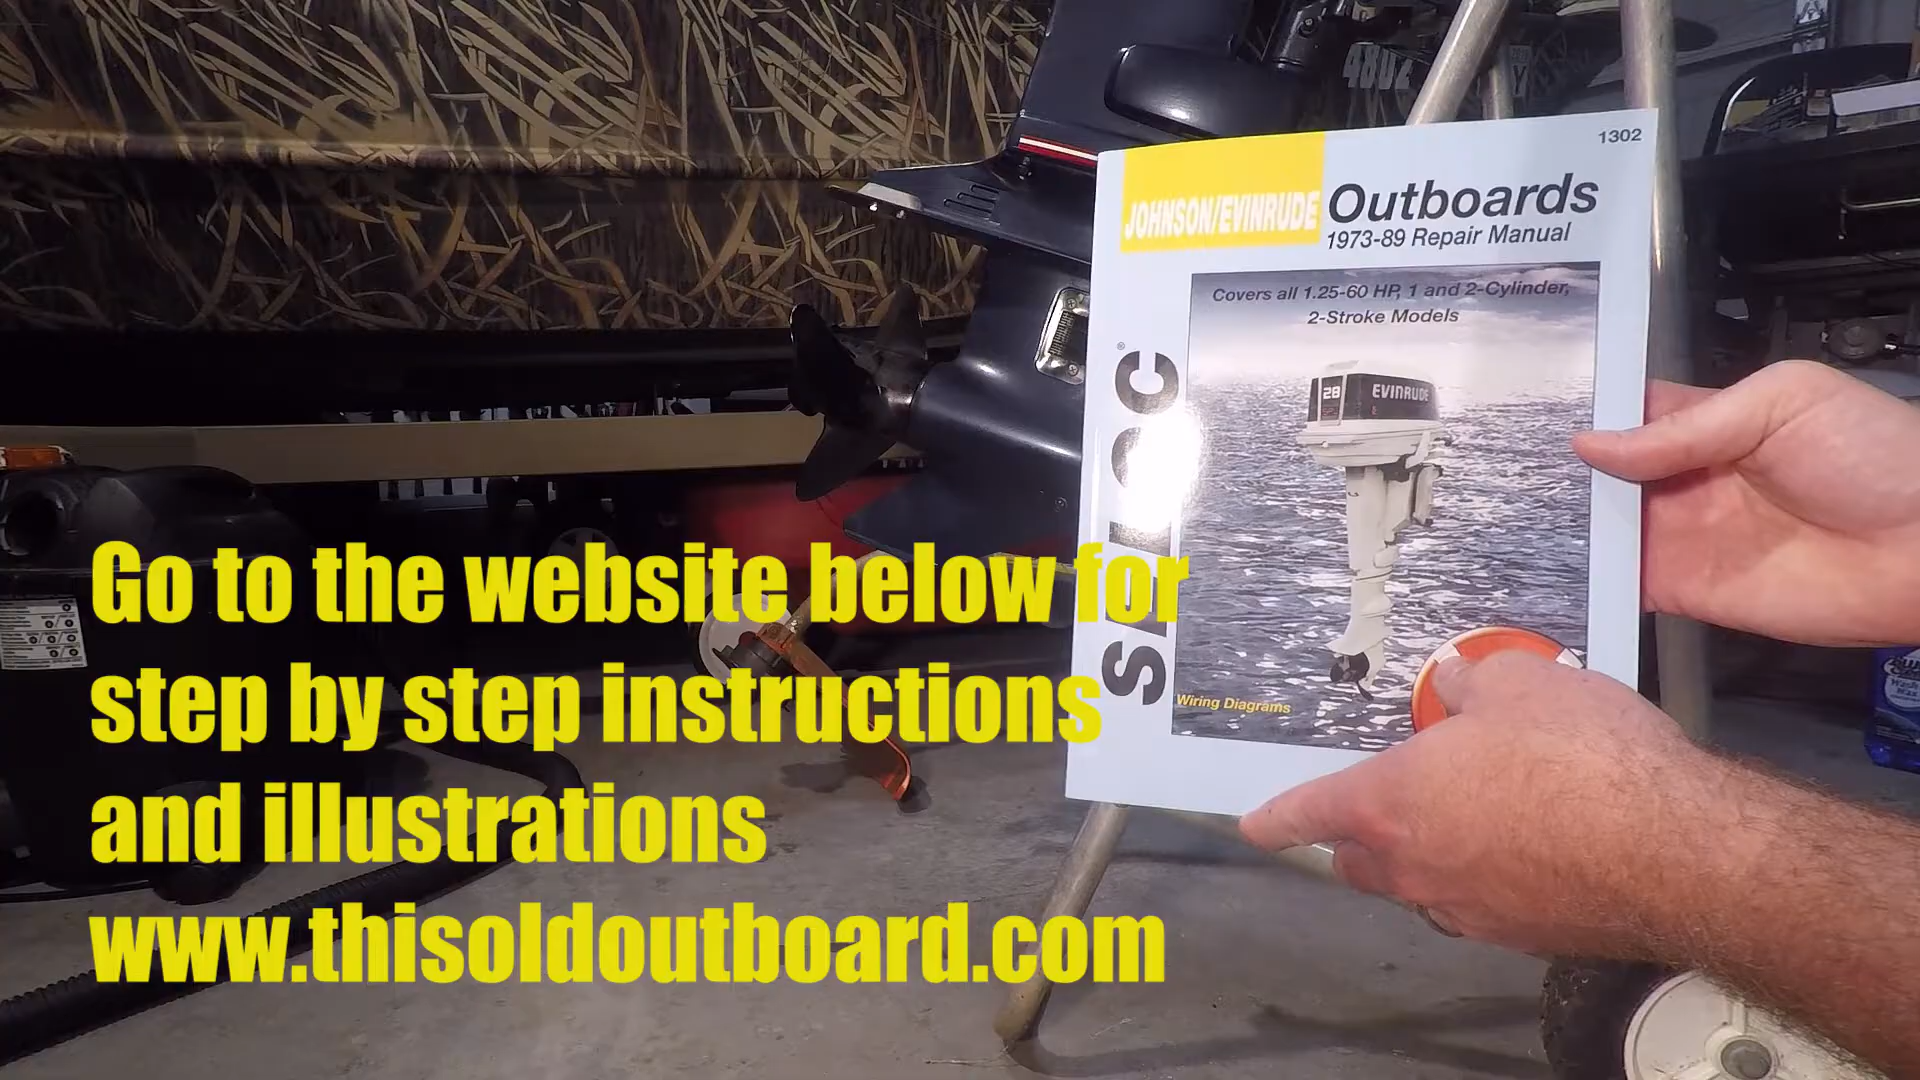 4802
1302
JOHNSON/EVINRUDE
Outboards
1973-89 Repair Manual
Covers all 1.25-60 HP, 1 and 2-Cylinder,
2-Stroke Models
28
EVINRUDE
Wiring Diagrams
Go to the website below for
step by step instructions
and illustrations
www.thisoldoutboard.com